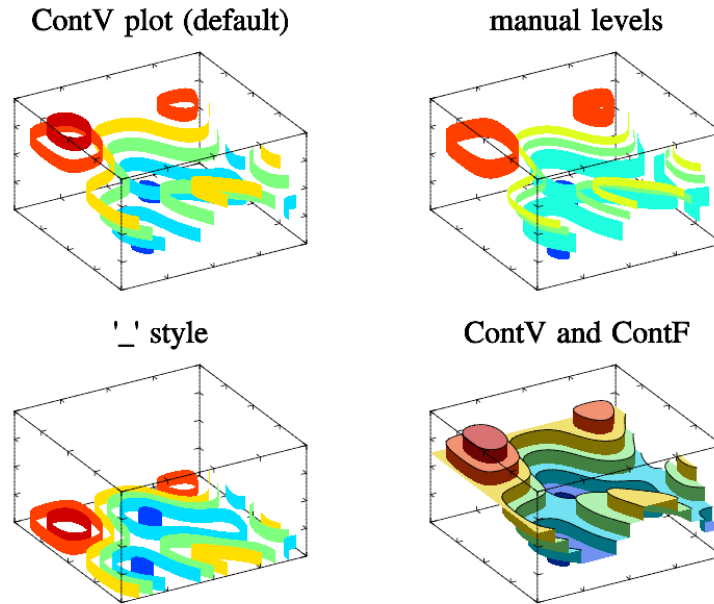 ContV plot (default)
manual levels
'_' style
ContV and ContF